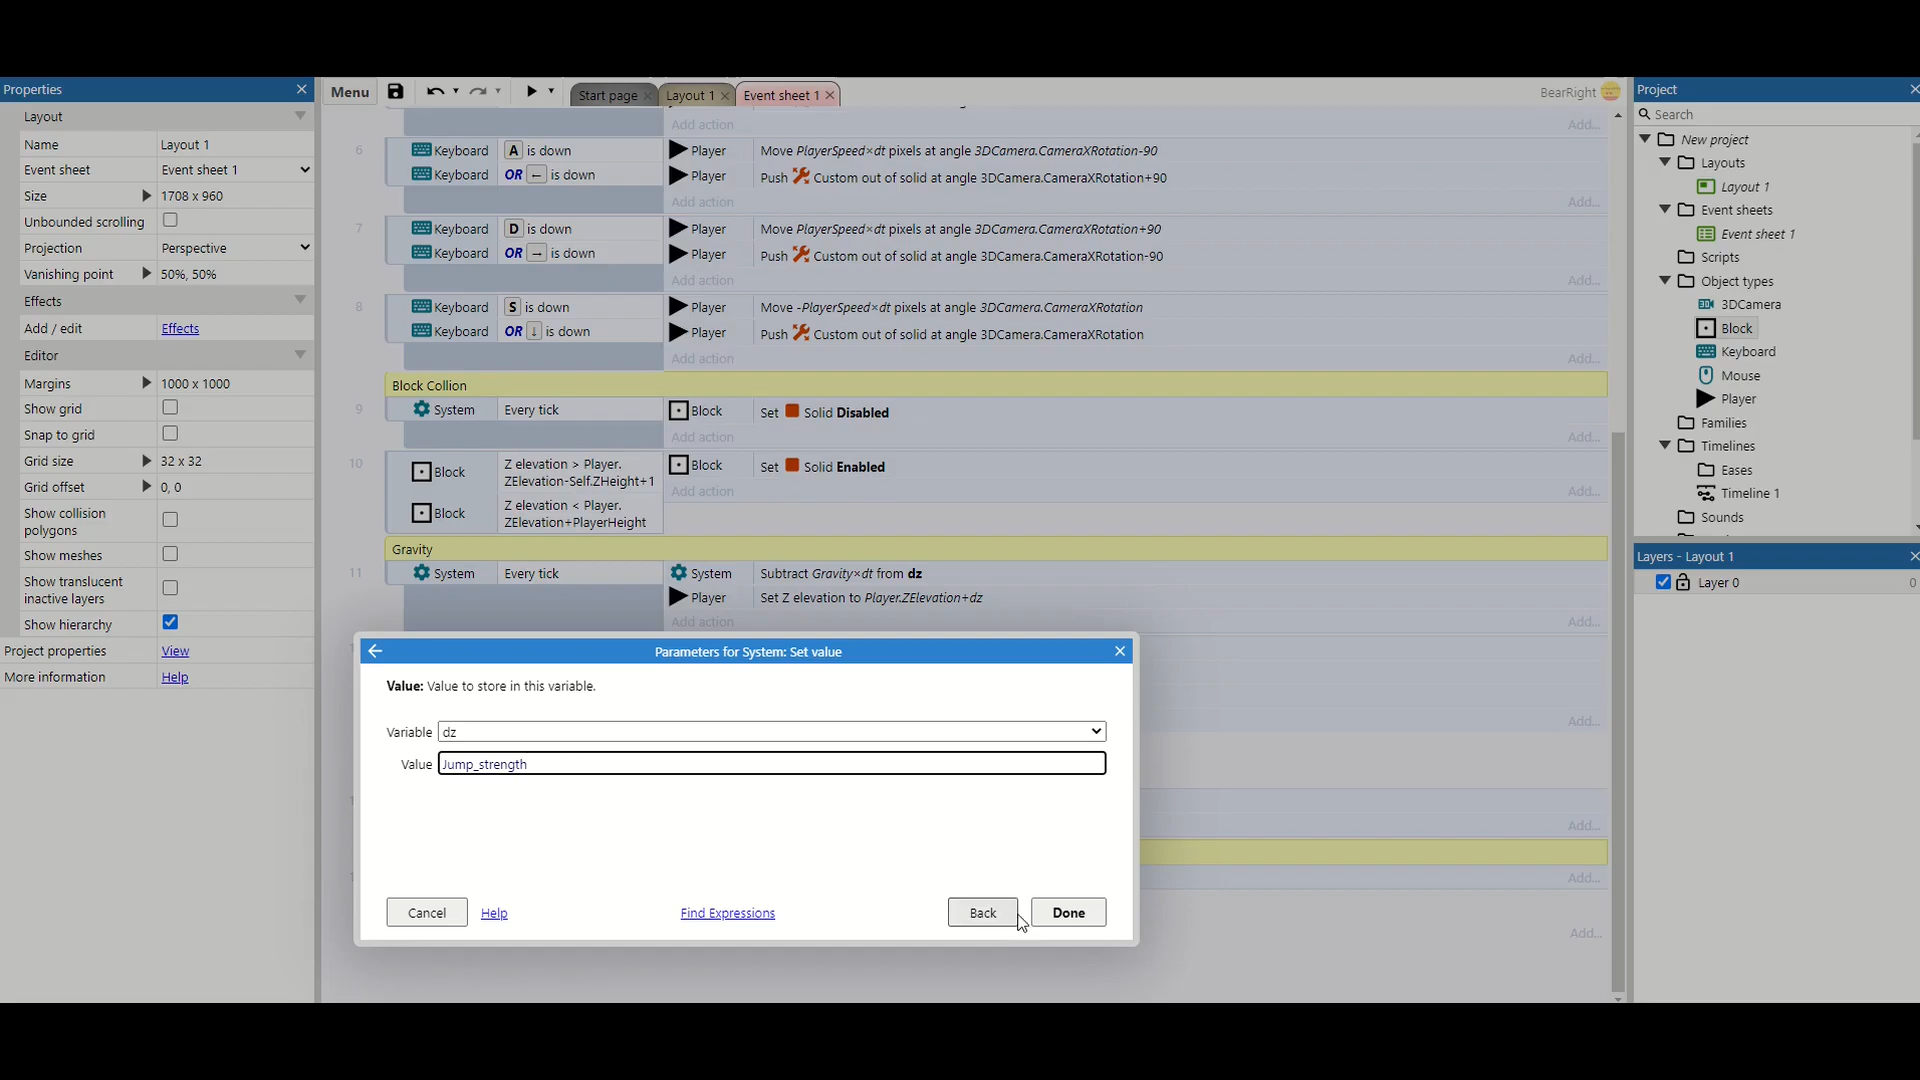 Properties
Layout
Name Layout 1
Event sheet Event sheet 1
Size 1708 x 960
Unbounded scrolling
Projection Perspective
Vanishing point 50%, 50%
Effects
Add / edit Effects
Editor
Margins 1000 x 1000
Show grid
Snap to grid
Grid size 32 x 32
Grid offset 0, 0
Show collision
polygons
Show meshes
Show translucent
inactive layers
Show hierarchy
Project properties View
More information Help
Menu
Start page
Layout 1
Event sheet 1
BearRight
Add action Add...
6 Keyboard A is down Player Move PlayerSpeed×dt pixels at angle 3DCamera.CameraXRotation-90
Keyboard OR ← is down Player Push Custom out of solid at angle 3DCamera.CameraXRotation+90
Add action Add...
7 Keyboard D is down Player Move PlayerSpeed×dt pixels at angle 3DCamera.CameraXRotation+90
Keyboard OR → is down Player Push Custom out of solid at angle 3DCamera.CameraXRotation-90
Add action Add...
8 Keyboard S is down Player Move -PlayerSpeed×dt pixels at angle 3DCamera.CameraXRotation
Keyboard OR ↓ is down Player Push Custom out of solid at angle 3DCamera.CameraXRotation
Add action Add...
Block Collion
9 System Every tick Block Set Solid Disabled
Add action Add...
10 Block Z elevation > Player.
ZElevation-Self.ZHeight+1 Block Set Solid Enabled
Add action Add...
Block Z elevation < Player.
ZElevation+PlayerHeight
Gravity
11 System Every tick System Subtract Gravity×dt from dz
Player Set Z elevation to Player.ZElevation+dz
Add action Add...
Add...
Add...
Add...
Add...
Parameters for System: Set value
Value: Value to store in this variable.
Variable dz
Value Jump_strength
Cancel Help Find Expressions Back Done
Project
Search
New project
Layouts
Layout 1
Event sheets
Event sheet 1
Scripts
Object types
3DCamera
Block
Keyboard
Mouse
Player
Families
Timelines
Eases
Timeline 1
Sounds
Layers - Layout 1
Layer 0 0